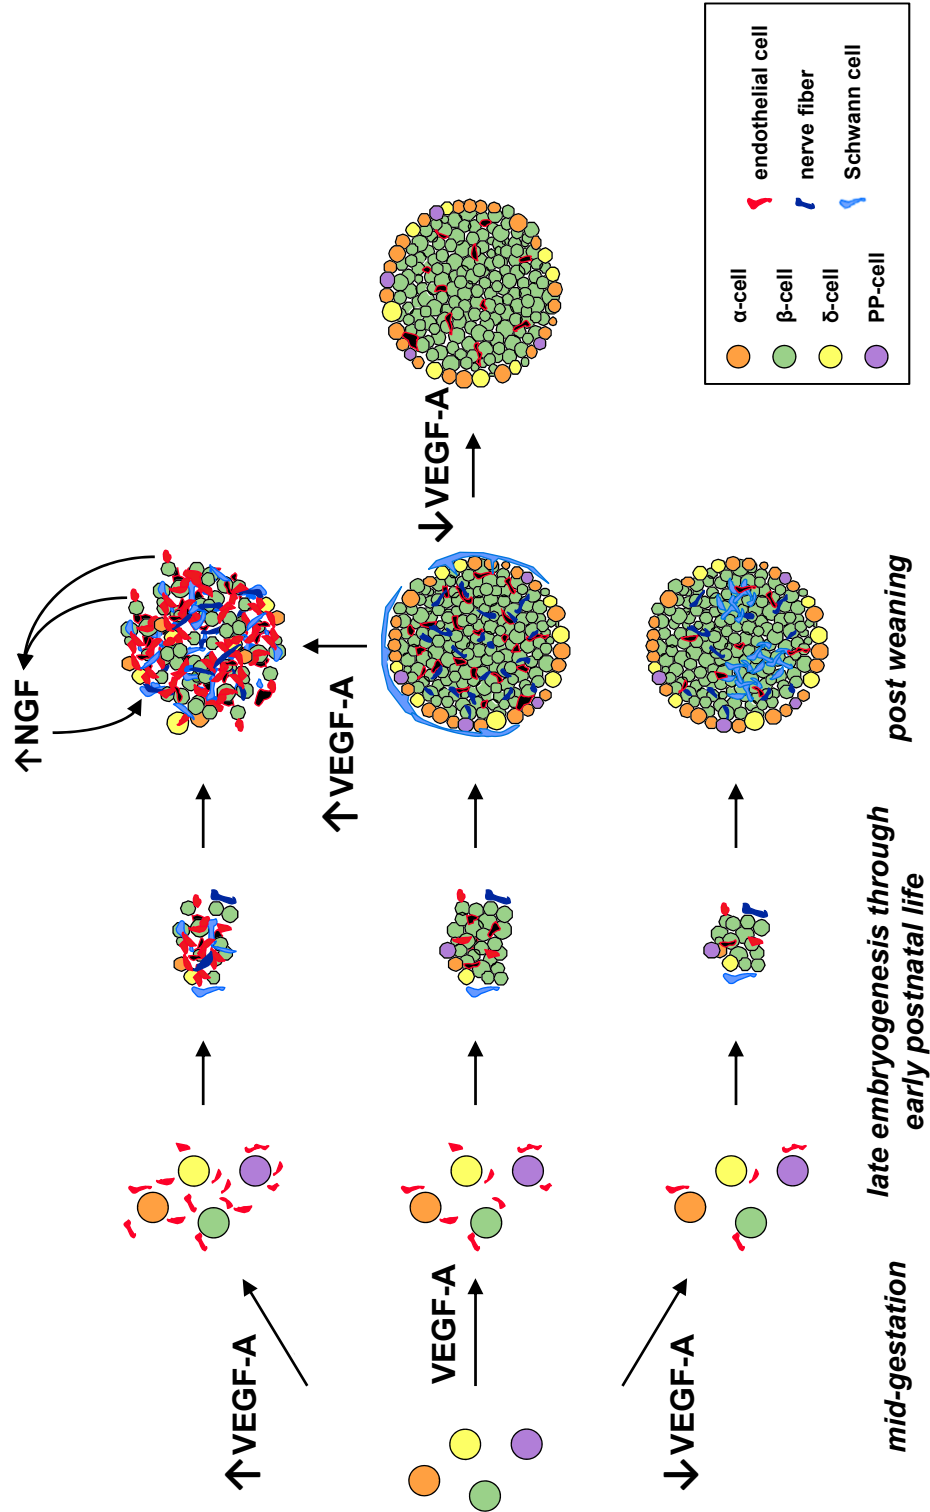 ↑NGF
↑VEGF-A
VEGF-A
↓VEGF-A
↑VEGF-A
↓VEGF-A
mid-gestation
late embryogenesis through
early postnatal life
post weaning
α-cell
β-cell
δ-cell
PP-cell
endothelial cell
nerve fiber
Schwann cell